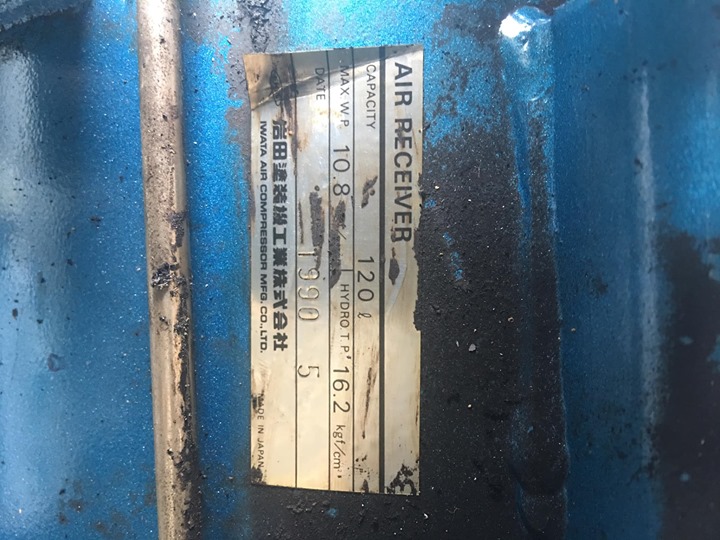 AIR RECEIVER
CAPACITY 120 ℓ
MAX W.P. 10.8 HYDRO T.P. 16.2 kgf/cm²
DATE 1990 5
岩田塗装機工業株式会社
IWATA AIR COMPRESSOR MFG. CO., LTD. MADE IN JAPAN